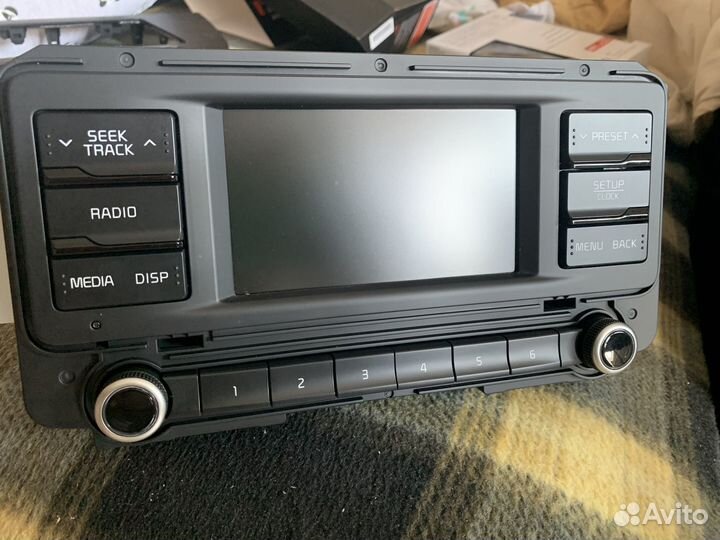 SEEK
TRACK
PRESET
RADIO
SETUP
CLOCK
MEDIA DISP
MENU BACK
1 2 3 4 5 6
Avito